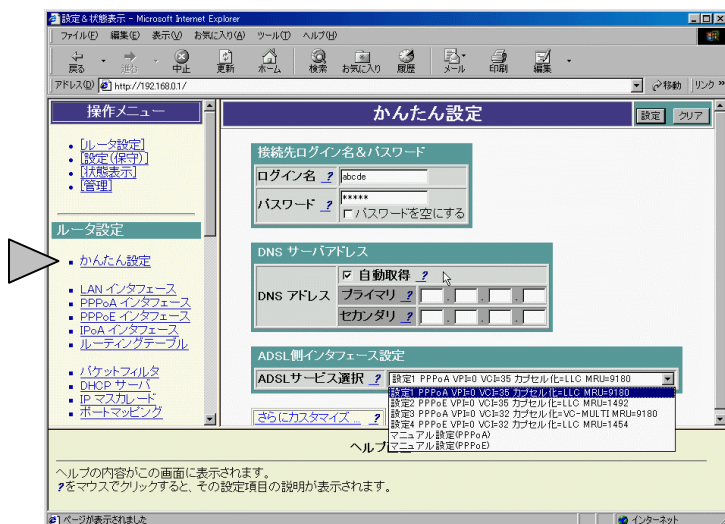 設定＆状態表示 - Microsoft Internet Explorer
ファイル(F) 編集(E) 表示(V) お気に入り(A) ツール(T) ヘルプ(H)
戻る 進む 中止 更新 ホーム 検索 お気に入り 履歴 メール 印刷 編集
アドレス(D) http://192.168.0.1/ 移動 リンク »
操作メニュー
[ルータ設定]
[設定(保守)]
[状態表示]
[管理]
ルータ設定
かんたん設定
LAN インタフェース
PPPoA インタフェース
PPPoE インタフェース
IPoA インタフェース
ルーティングテーブル
パケットフィルタ
DHCP サーバ
IP マスカレード
ポートマッピング
かんたん設定 設定 クリア
接続先ログイン名＆パスワード
ログイン名 ? abcde
パスワード ? *****
パスワードを空にする
DNS サーバアドレス
DNS アドレス 自動取得 ?
プライマリ ? . . .
セカンダリ ? . . .
ADSL側インタフェース設定
ADSLサービス選択 ? 設定1 PPPoA VPI=0 VCI=35 カプセル化=LLC MRU=9180
設定1 PPPoA VPI=0 VCI=35 カプセル化=LLC MRU=9180
設定2 PPPoE VPI=0 VCI=35 カプセル化=LLC MRU=1492
設定3 PPPoA VPI=0 VCI=32 カプセル化=VC-MULTI MRU=9180
設定4 PPPoE VPI=0 VCI=32 カプセル化=LLC MRU=1454
マニュアル設定(PPPoA)
マニュアル設定(PPPoE)
さらにカスタマイズ... ?
ヘルプ
ヘルプの内容がこの画面に表示されます。
?をマウスでクリックすると、その設定項目の説明が表示されます。
ページが表示されました インターネット